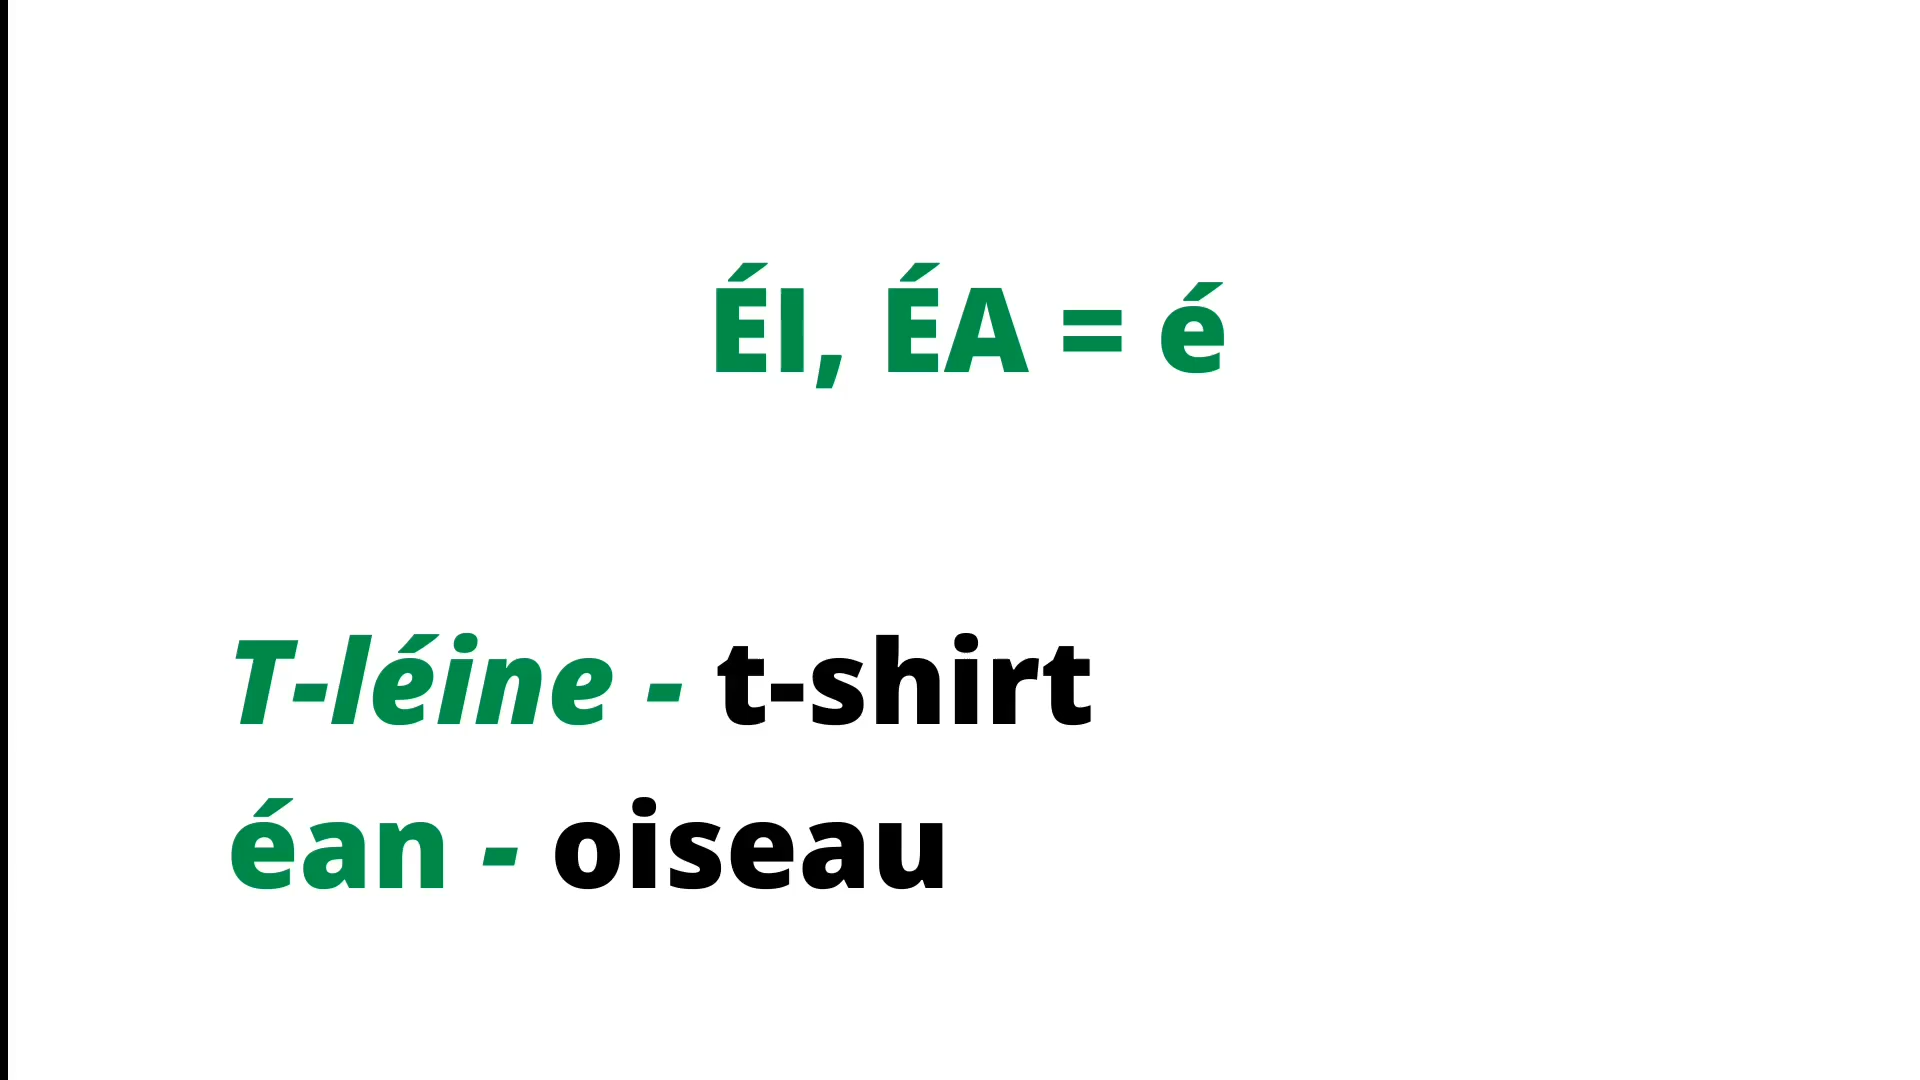 ÉI, ÉA = é
T-léine - t-shirt
éan - oiseau